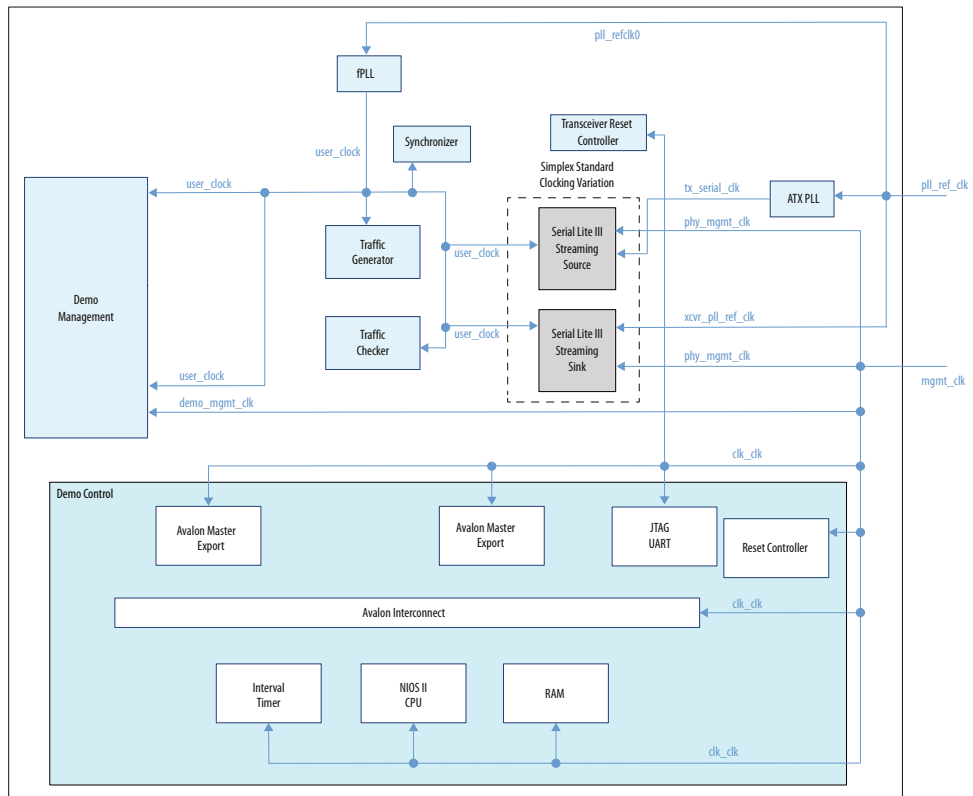 pll_refclk0
fPLL
Transceiver Reset
Controller
Synchronizer
user_clock
Simplex Standard
Clocking Variation
user_clock
tx_serial_clk
ATX PLL
pll_ref_clk
Serial Lite III
Streaming
Source
phy_mgmt_clk
Traffic
Generator
user_clock
Demo
Management
xcvr_pll_ref_clk
Traffic
Checker
user_clock
Serial Lite III
Streaming
Sink
phy_mgmt_clk
mgmt_clk
user_clock
demo_mgmt_clk
clk_clk
Demo Control
Avalon Master
Export
Avalon Master
Export
JTAG
UART
Reset Controller
clk_clk
Avalon Interconnect
Interval
Timer
NIOS II
CPU
RAM
clk_clk